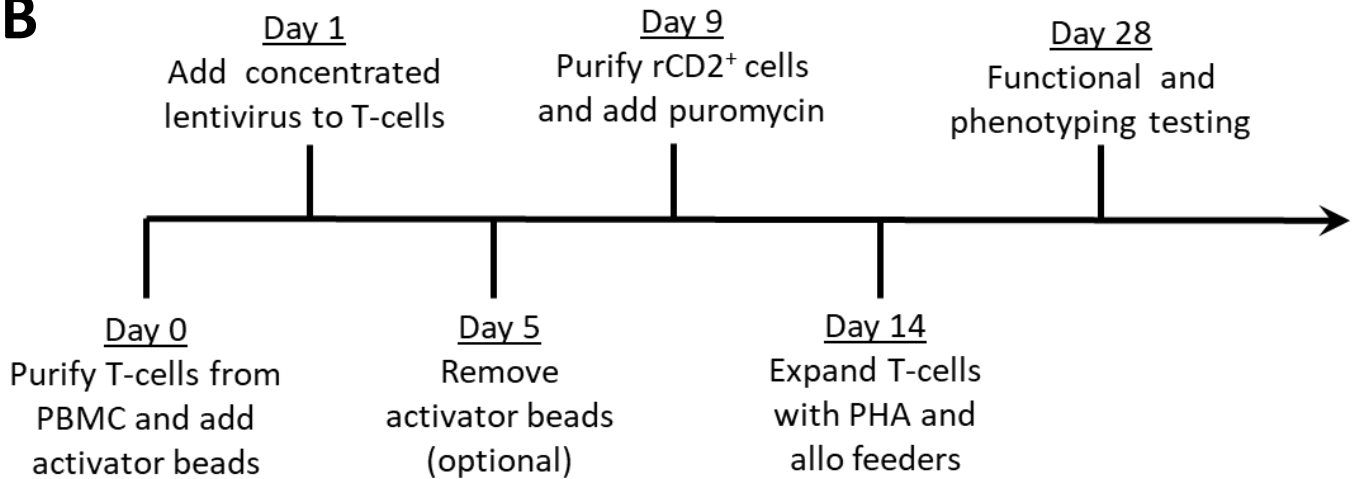 B
Day 1
Add concentrated
lentivirus to T-cells
Day 9
Purify rCD2⁺ cells
and add puromycin
Day 28
Functional and
phenotyping testing
Day 0
Purify T-cells from
PBMC and add
activator beads
Day 5
Remove
activator beads
(optional)
Day 14
Expand T-cells
with PHA and
allo feeders